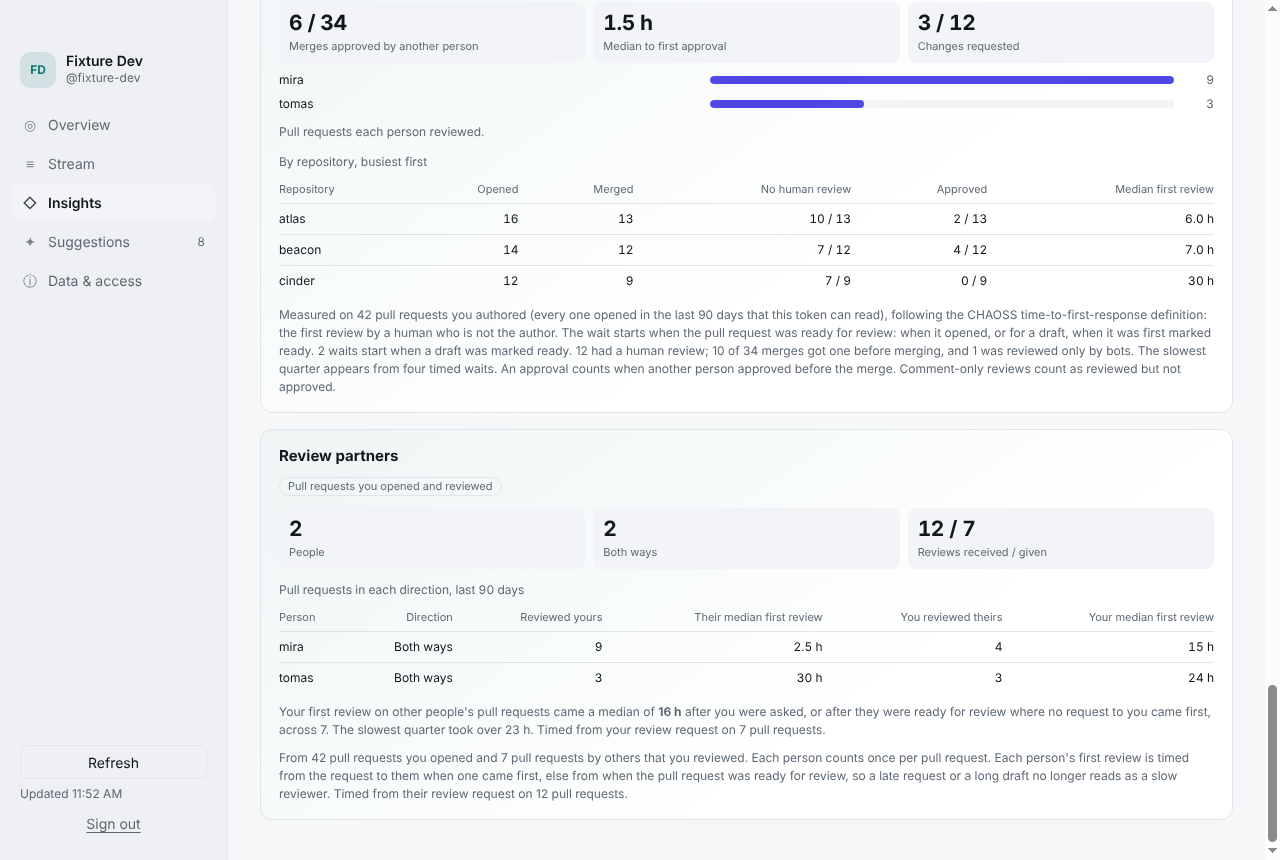 FD
Fixture Dev
@fixture-dev
Overview
Stream
Insights
Suggestions 8
Data & access
Refresh
Updated 11:52 AM
Sign out
6 / 34
Merges approved by another person
1.5 h
Median to first approval
3 / 12
Changes requested
mira 9
tomas 3
Pull requests each person reviewed.
By repository, busiest first
Repository Opened Merged No human review Approved Median first review
atlas 16 13 10 / 13 2 / 13 6.0 h
beacon 14 12 7 / 12 4 / 12 7.0 h
cinder 12 9 7 / 9 0 / 9 30 h
Measured on 42 pull requests you authored (every one opened in the last 90 days that this token can read), following the CHAOSS time-to-first-response definition:
the first review by a human who is not the author. The wait starts when the pull request was ready for review: when it opened, or for a draft, when it was first marked
ready. 2 waits start when a draft was marked ready. 12 had a human review; 10 of 34 merges got one before merging, and 1 was reviewed only by bots. The slowest
quarter appears from four timed waits. An approval counts when another person approved before the merge. Comment-only reviews count as reviewed but not
approved.
Review partners
Pull requests you opened and reviewed
2
People
2
Both ways
12 / 7
Reviews received / given
Pull requests in each direction, last 90 days
Person Direction Reviewed yours Their median first review You reviewed theirs Your median first review
mira Both ways 9 2.5 h 4 15 h
tomas Both ways 3 30 h 3 24 h
Your first review on other people's pull requests came a median of 16 h after you were asked, or after they were ready for review where no request to you came first,
across 7. The slowest quarter took over 23 h. Timed from your review request on 7 pull requests.
From 42 pull requests you opened and 7 pull requests by others that you reviewed. Each person counts once per pull request. Each person's first review is timed
from the request to them when one came first, else from when the pull request was ready for review, so a late request or a long draft no longer reads as a slow
reviewer. Timed from their review request on 12 pull requests.